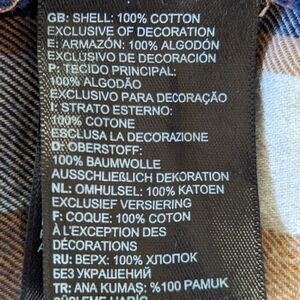 GB: SHELL: 100% COTTON
EXCLUSIVE OF DECORATION
E: ARMAZÓN: 100% ALGODÓN
EXCLUSIVO DE DECORACIÓN
P: TECIDO PRINCIPAL:
100% ALGODÃO
EXCLUSIVO PARA DECORAÇÃO
I: STRATO ESTERNO:
100% COTONE
ESCLUSA LA DECORAZIONE
D: OBERSTOFF:
100% BAUMWOLLE
AUSSCHLIEßLICH DEKORATION
NL: OMHULSEL: 100% KATOEN
EXCLUSIEF VERSIERING
F: COQUE: 100% COTON
À L'EXCEPTION DES
DÉCORATIONS
RU: ВЕРХ: 100% ХЛОПОК
БЕЗ УКРАШЕНИЙ
TR: ANA KUMAŞ: %100 PAMUK